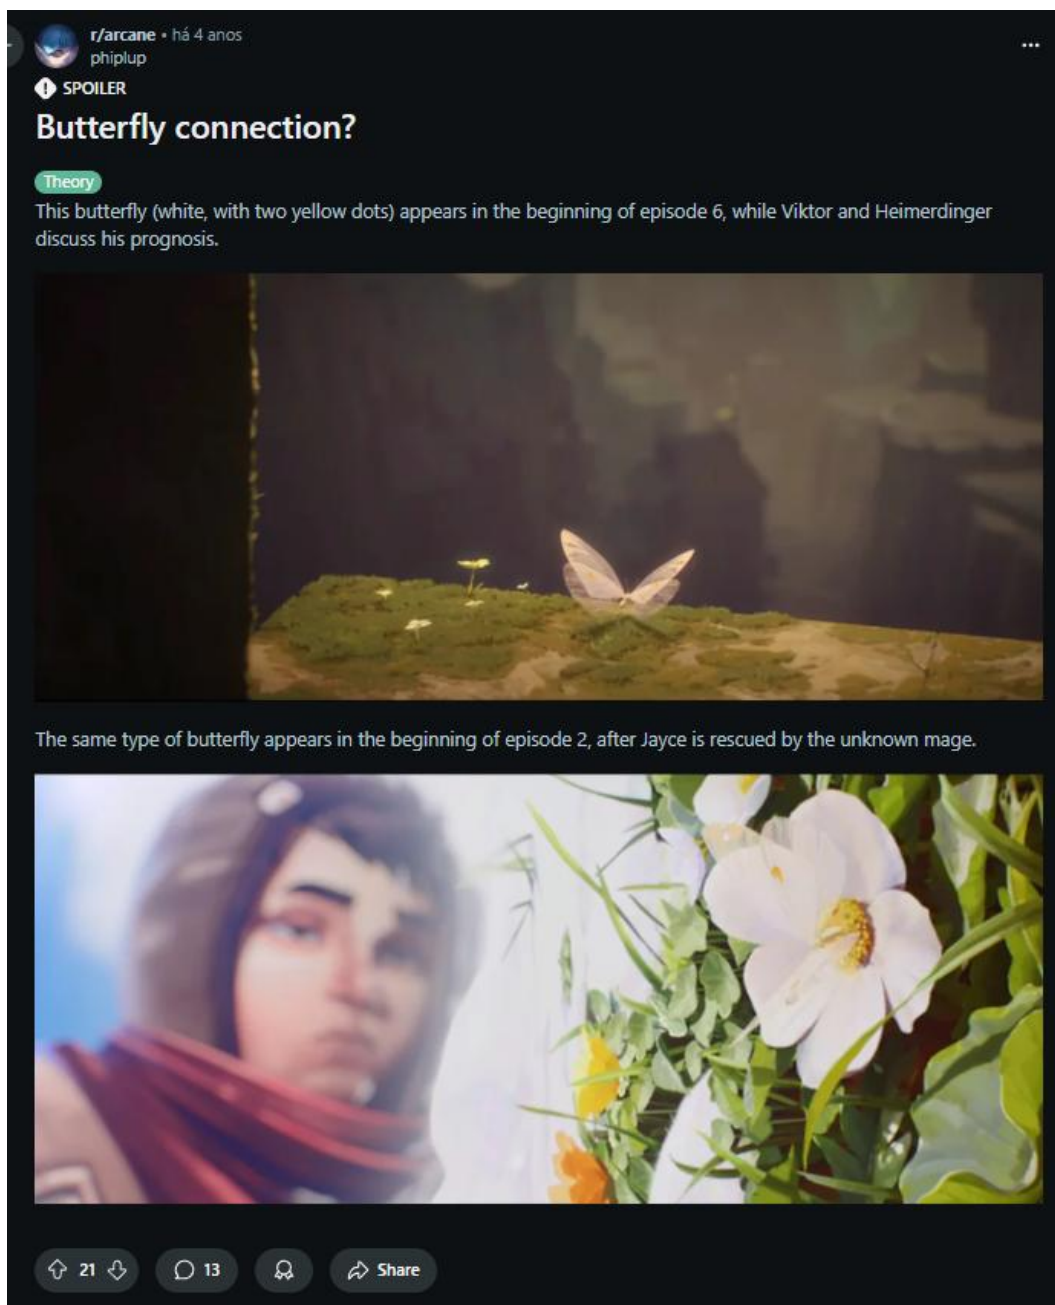 r/arcane • há 4 anos
phiplup
SPOILER
Butterfly connection?
Theory
This butterfly (white, with two yellow dots) appears in the beginning of episode 6, while Viktor and Heimerdinger
discuss his prognosis.
The same type of butterfly appears in the beginning of episode 2, after Jayce is rescued by the unknown mage.
21
13
Share